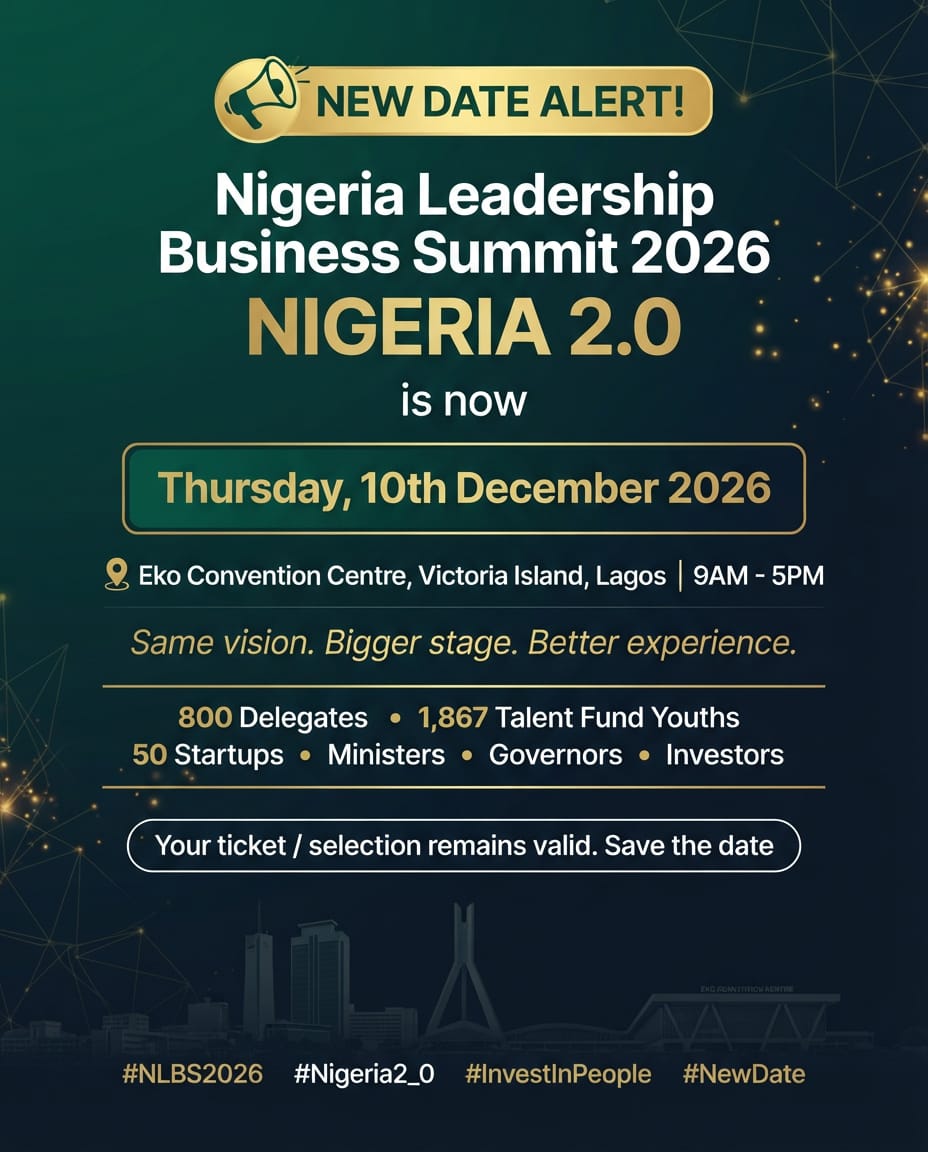 NEW DATE ALERT!
Nigeria Leadership
Business Summit 2026
NIGERIA 2.0
is now
Thursday, 10th December 2026
Eko Convention Centre, Victoria Island, Lagos | 9AM - 5PM
Same vision. Bigger stage. Better experience.
800 Delegates • 1,867 Talent Fund Youths
50 Startups • Ministers • Governors • Investors
Your ticket / selection remains valid. Save the date
#NLBS2026 #Nigeria2_0 #InvestInPeople #NewDate